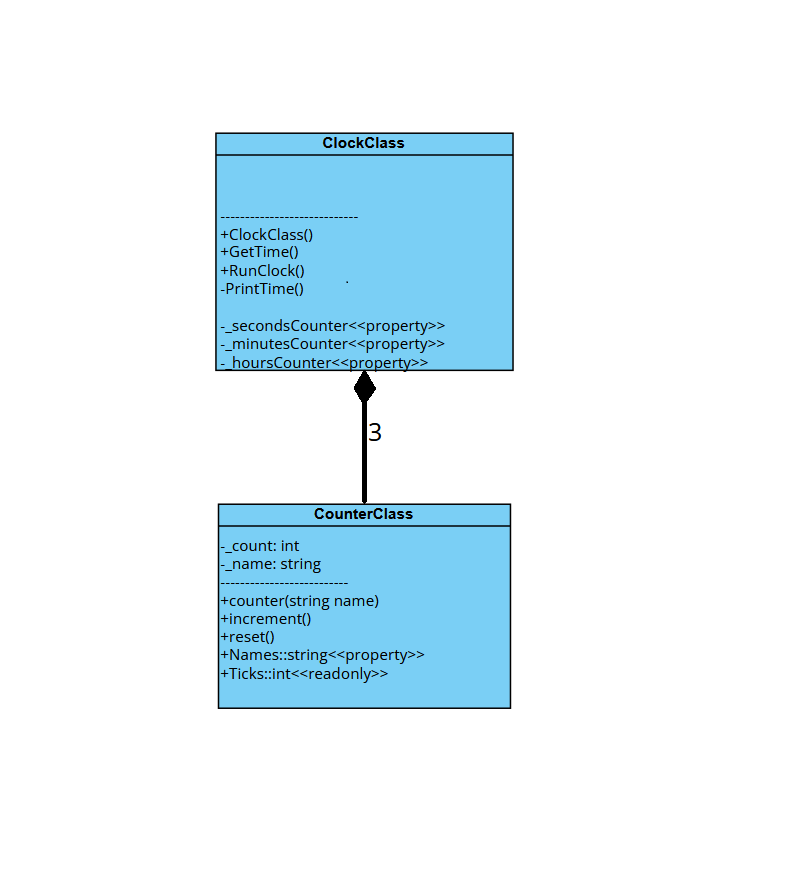 ClockClass
----------------------------
+ClockClass()
+GetTime()
+RunClock()
-PrintTime()
-_secondsCounter<<property>>
-_minutesCounter<<property>>
-_hoursCounter<<property>>
3
CounterClass
-_count: int
-_name: string
--------------------------
+counter(string name)
+increment()
+reset()
+Names::string<<property>>
+Ticks::int<<readonly>>